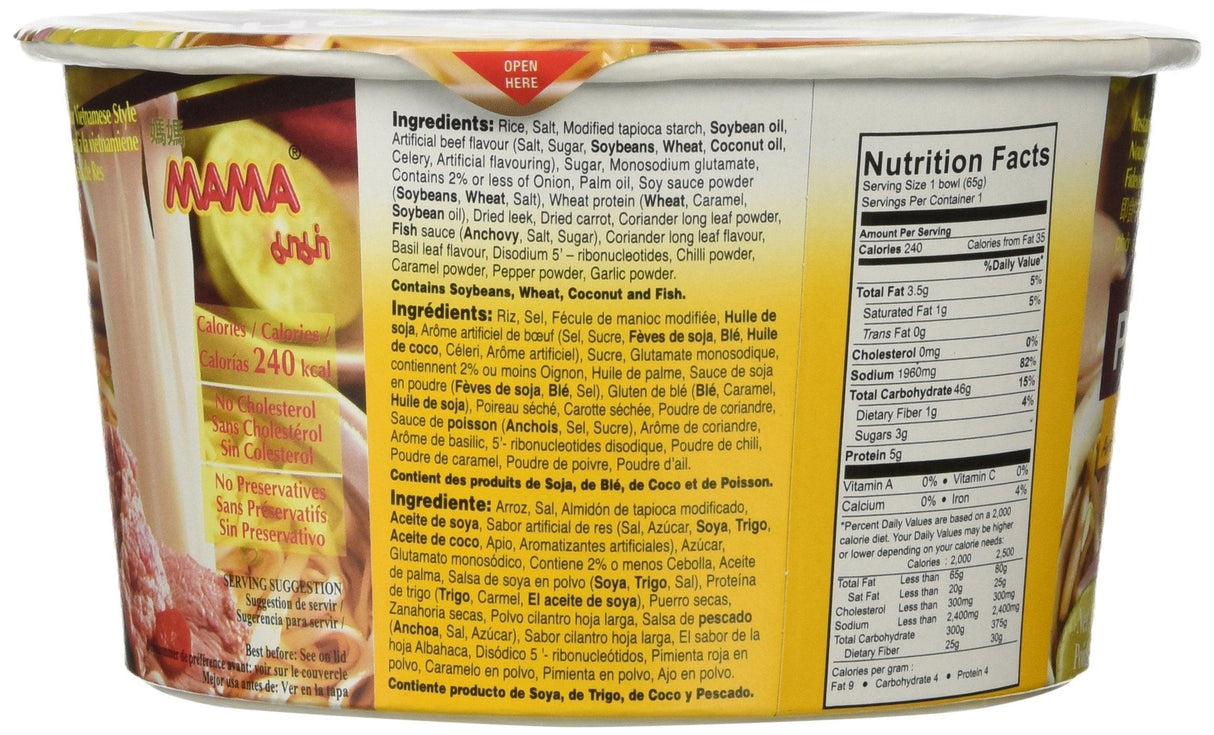 OPEN
HERE
Vietnamese Style
à la vietnamiene
de Res
媽媽
MAMA®
มาม่า
Calories / Calories /
Calorías 240 kcal
No Cholesterol
Sans Cholestérol
Sin Colesterol
No Preservatives
Sans Préservatifs
Sin Preservativo
SERVING SUGGESTION
Suggestion de servir /
Sugerencia para servir /
Best before: See on lid
de préférence avant: voir sur le couvercle
Mejor usa antes de: Ver en la tapa
Ingredients: Rice, Salt, Modified tapioca starch, Soybean oil,
Artificial beef flavour (Salt, Sugar, Soybeans, Wheat, Coconut oil,
Celery, Artificial flavouring), Sugar, Monosodium glutamate,
Contains 2% or less of Onion, Palm oil, Soy sauce powder
(Soybeans, Wheat, Salt), Wheat protein (Wheat, Caramel,
Soybean oil), Dried leek, Dried carrot, Coriander long leaf powder,
Fish sauce (Anchovy, Salt, Sugar), Coriander long leaf flavour,
Basil leaf flavour, Disodium 5' – ribonucleotides, Chilli powder,
Caramel powder, Pepper powder, Garlic powder.
Contains Soybeans, Wheat, Coconut and Fish.
Ingrédients: Riz, Sel, Fécule de manioc modifiée, Huile de
soja, Arôme artificiel de bœuf (Sel, Sucre, Fèves de soja, Blé, Huile
de coco, Céleri, Arôme artificiel), Sucre, Glutamate monosodique,
contiennent 2% ou moins Oignon, Huile de palme, Sauce de soja
en poudre (Fèves de soja, Blé, Sel), Gluten de blé (Blé, Caramel,
Huile de soja), Poireau séché, Carotte séchée, Poudre de coriandre,
Sauce de poisson (Anchois, Sel, Sucre), Arôme de coriandre,
Arôme de basilic, 5'- ribonucleotides disodique, Poudre de chili,
Poudre de caramel, Poudre de poivre, Poudre d'ail.
Contient des produits de Soja, de Blé, de Coco et de Poisson.
Ingrediente: Arroz, Sal, Almidón de tapioca modificado,
Aceite de soya, Sabor artificial de res (Sal, Azúcar, Soya, Trigo,
Aceite de coco, Apio, Aromatizantes artificiales), Azúcar,
Glutamato monosódico, Contiene 2% o menos Cebolla, Aceite
de palma, Salsa de soya en polvo (Soya, Trigo, Sal), Proteína
de trigo (Trigo, Carmel, El aceite de soya), Puerro secas,
Zanahoria secas, Polvo cilantro hoja larga, Salsa de pescado
(Anchoa, Sal, Azúcar), Sabor cilantro hoja larga, El sabor de la
hoja Albahaca, Disódico 5 '- ribonucleótidos, Pimienta roja en
polvo, Caramelo en polvo, Pimienta en polvo, Ajo en polvo.
Contiente producto de Soya, de Trigo, de Coco y Pescado.
Nutrition Facts
Serving Size 1 bowl (65g)
Servings Per Container 1
Amount Per Serving
Calories 240 Calories from Fat 35
%Daily Value*
Total Fat 3.5g 5%
Saturated Fat 1g 5%
Trans Fat 0g
Cholesterol 0mg 0%
Sodium 1960mg 82%
Total Carbohydrate 46g 15%
Dietary Fiber 1g 4%
Sugars 3g
Protein 5g
Vitamin A 0% • Vitamin C 0%
Calcium 0% • Iron 4%
*Percent Daily Values are based on a 2,000
calorie diet. Your Daily Values may be higher
or lower depending on your calorie needs:
Calories : 2,000 2,500
Total Fat Less than 65g 80g
Sat Fat Less than 20g 25g
Cholesterol Less than 300mg 300mg
Sodium Less than 2,400mg 2,400mg
Total Carbohydrate 300g 375g
Dietary Fiber 25g 30g
Calories per gram :
Fat 9 • Carbohydrate 4 • Protein 4